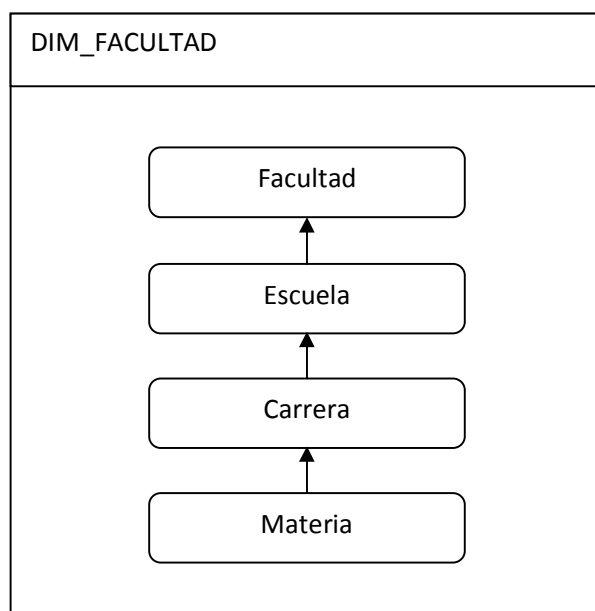 DIM_FACULTAD
Facultad
Escuela
Carrera
Materia